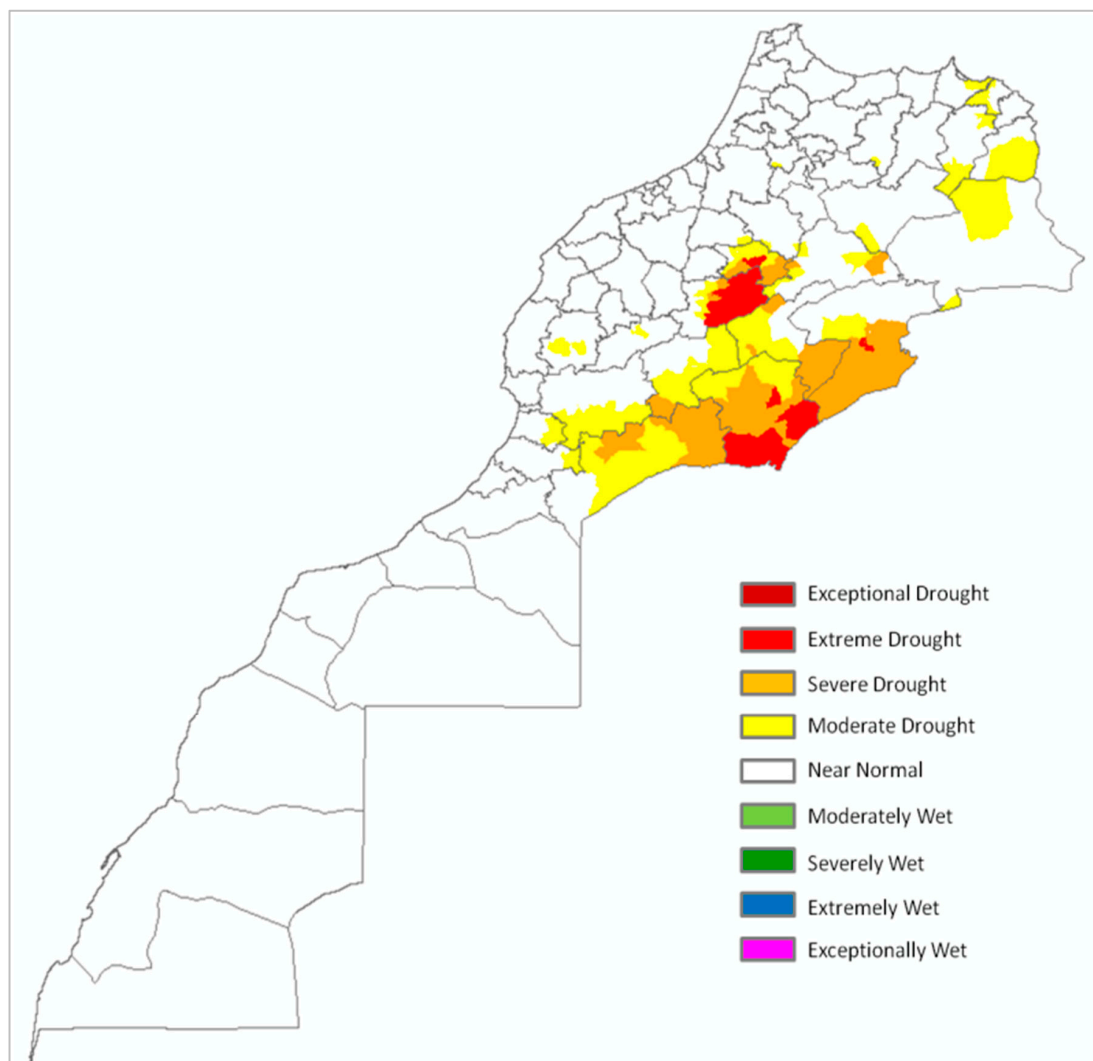 Exceptional Drought
Extreme Drought
Severe Drought
Moderate Drought
Near Normal
Moderately Wet
Severely Wet
Extremely Wet
Exceptionally Wet